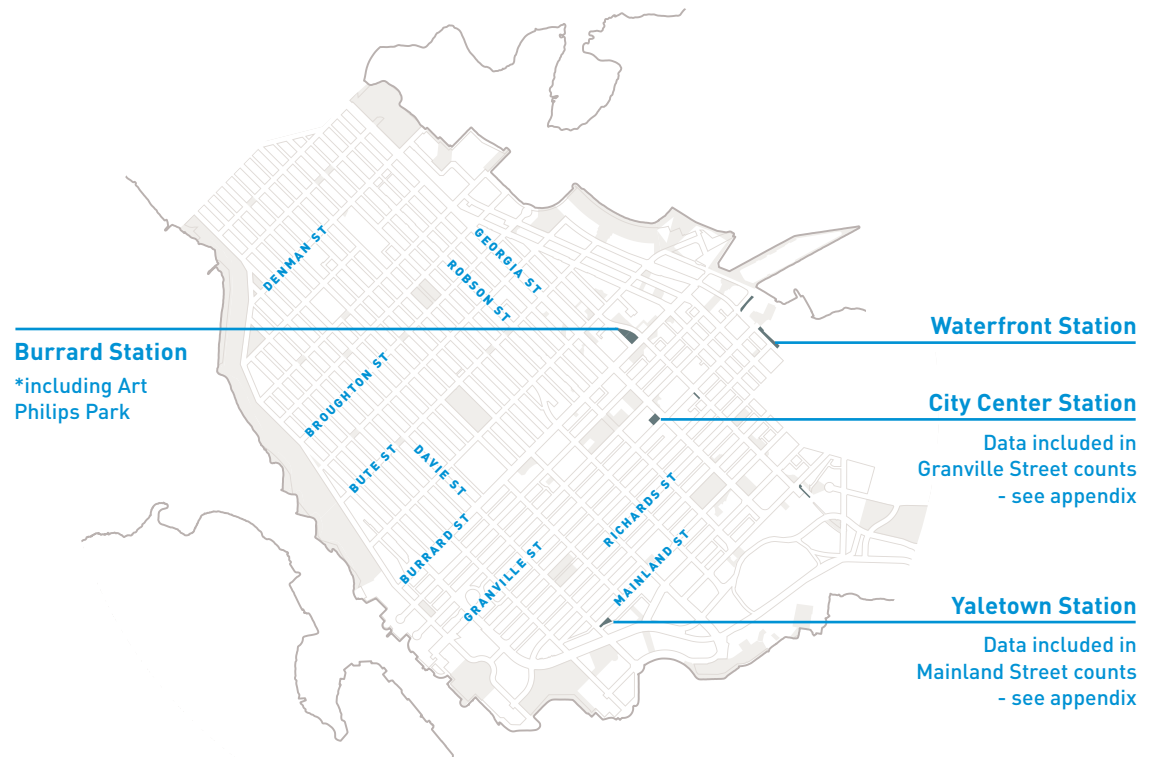 DENMAN ST
GEORGIA ST
ROBSON ST
Waterfront Station
Burrard Station
*including Art
Philips Park
BROUGHTON ST
City Center Station
Data included in
Granville Street counts
- see appendix
BUTE ST
DAVIE ST
RICHARDS ST
BURRARD ST
GRANVILLE ST
MAINLAND ST
Yaletown Station
Data included in
Mainland Street counts
- see appendix